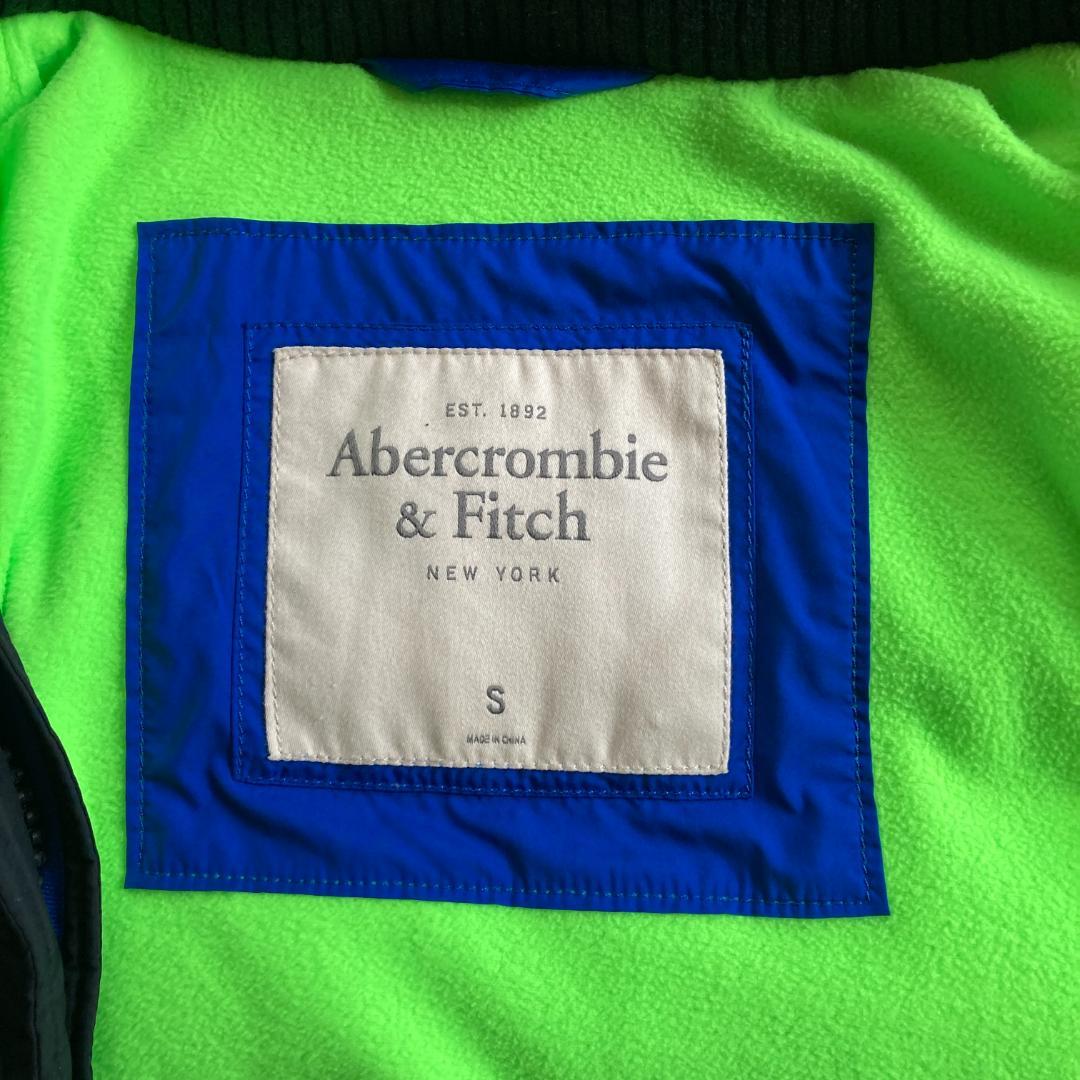 EST. 1892
Abercrombie
& Fitch
NEW YORK
S
MADE IN CHINA